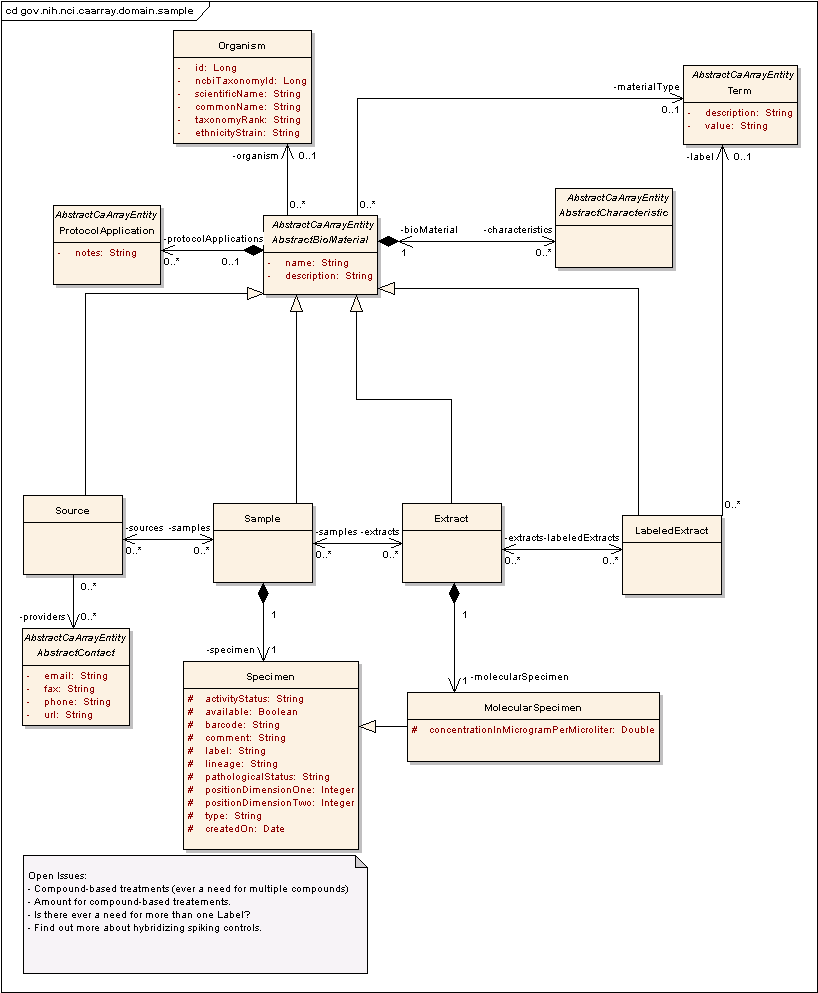 cd gov.nih.nci.caarray.domain.sample
Organism
- id: Long
- ncbiTaxonomyId: Long
- scientificName: String
- commonName: String
- taxonomyRank: String
- ethnicityStrain: String
AbstractCaArrayEntity
Term
- description: String
- value: String
-materialType
0..1
-organism
0..1
-label
0..1
0..*
0..*
AbstractCaArrayEntity
ProtocolApplication
- notes: String
-protocolApplications
0..*
0..1
AbstractCaArrayEntity
AbstractBioMaterial
- name: String
- description: String
-bioMaterial
1
-characteristics
0..*
AbstractCaArrayEntity
AbstractCharacteristic
Source
-sources
0..*
-samples
0..*
Sample
-samples
0..*
-extracts
0..*
Extract
-extracts
0..*
-labeledExtracts
0..*
LabeledExtract
0..*
0..*
-providers
0..*
AbstractCaArrayEntity
AbstractContact
- email: String
- fax: String
- phone: String
- url: String
1
-specimen
1
1
1
-molecularSpecimen
Specimen
# activityStatus: String
# available: Boolean
# barcode: String
# comment: String
# label: String
# lineage: String
# pathologicalStatus: String
# positionDimensionOne: Integer
# positionDimensionTwo: Integer
# type: String
# createdOn: Date
MolecularSpecimen
# concentrationInMicrogramPerMicroliter: Double
Open Issues:
- Compound-based treatments (ever a need for multiple compounds)
- Amount for compound-based treatements.
- Is there ever a need for more than one Label?
- Find out more about hybridizing spiking controls.